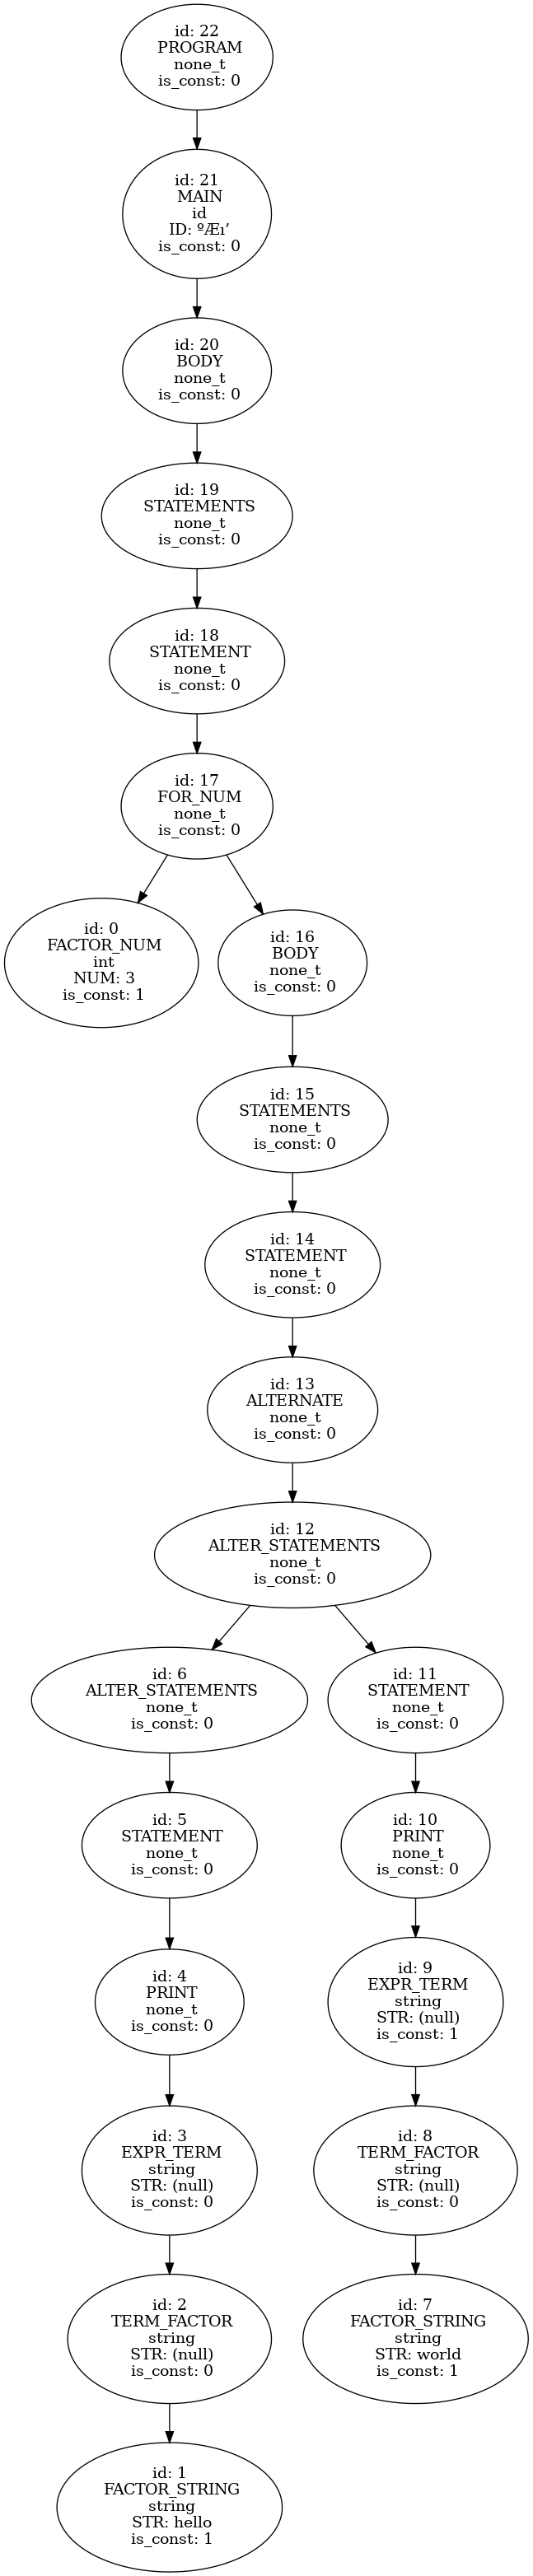 id: 22
PROGRAM
none_t
is_const: 0
id: 21
MAIN
id
ID: ºÆı’
is_const: 0
id: 20
BODY
none_t
is_const: 0
id: 19
STATEMENTS
none_t
is_const: 0
id: 18
STATEMENT
none_t
is_const: 0
id: 17
FOR_NUM
none_t
is_const: 0
id: 0
FACTOR_NUM
int
NUM: 3
is_const: 1
id: 16
BODY
none_t
is_const: 0
id: 15
STATEMENTS
none_t
is_const: 0
id: 14
STATEMENT
none_t
is_const: 0
id: 13
ALTERNATE
none_t
is_const: 0
id: 12
ALTER_STATEMENTS
none_t
is_const: 0
id: 6
ALTER_STATEMENTS
none_t
is_const: 0
id: 11
STATEMENT
none_t
is_const: 0
id: 5
STATEMENT
none_t
is_const: 0
id: 10
PRINT
none_t
is_const: 0
id: 4
PRINT
none_t
is_const: 0
id: 9
EXPR_TERM
string
STR: (null)
is_const: 1
id: 3
EXPR_TERM
string
STR: (null)
is_const: 0
id: 8
TERM_FACTOR
string
STR: (null)
is_const: 0
id: 2
TERM_FACTOR
string
STR: (null)
is_const: 0
id: 7
FACTOR_STRING
string
STR: world
is_const: 1
id: 1
FACTOR_STRING
string
STR: hello
is_const: 1